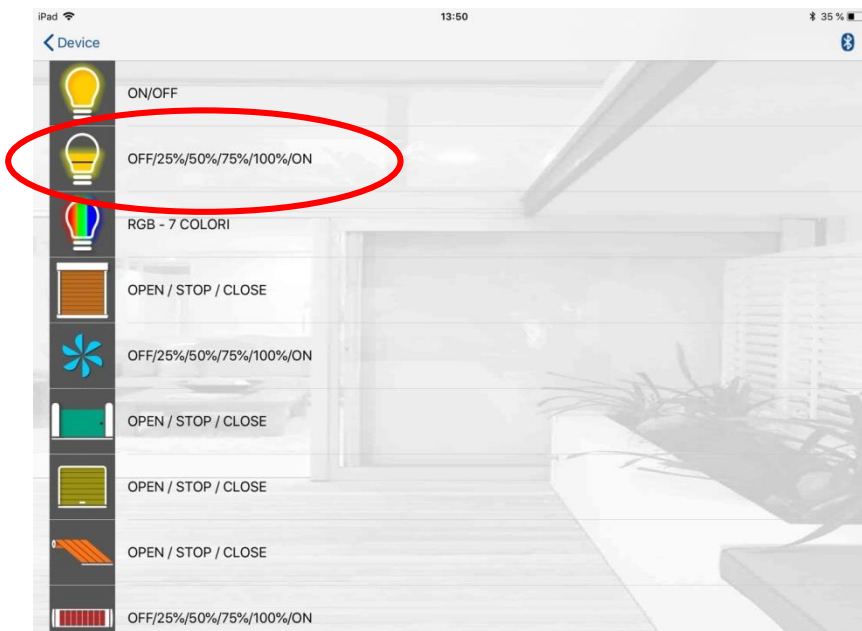 iPad 13:50 35 %
Device
ON/OFF
OFF/25%/50%/75%/100%/ON
RGB - 7 COLORI
OPEN / STOP / CLOSE
OFF/25%/50%/75%/100%/ON
OPEN / STOP / CLOSE
OPEN / STOP / CLOSE
OPEN / STOP / CLOSE
OFF/25%/50%/75%/100%/ON